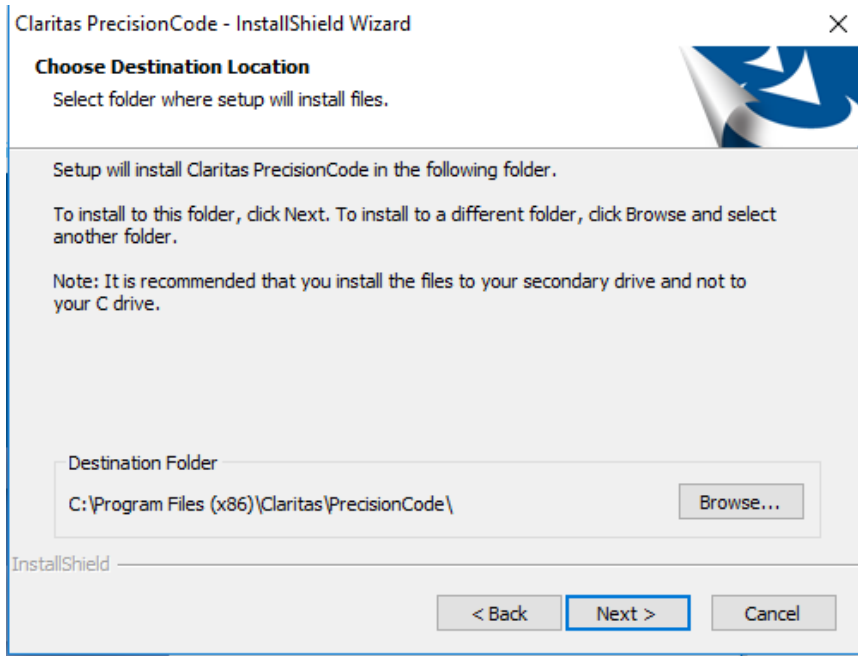 Claritas PrecisionCode - InstallShield Wizard
Choose Destination Location
Select folder where setup will install files.
Setup will install Claritas PrecisionCode in the following folder.
To install to this folder, click Next. To install to a different folder, click Browse and select
another folder.
Note: It is recommended that you install the files to your secondary drive and not to
your C drive.
Destination Folder
C:\Program Files (x86)\Claritas\PrecisionCode\
Browse...
InstallShield
< Back
Next >
Cancel